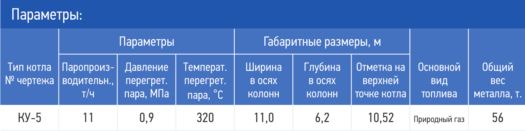 Параметры:
Параметры
Габаритные размеры, м
Тип котла
№ чертежа
Паропроиз-
водительн.,
т/ч
Давление
перегрет.
пара, МПа
Температ.
перегрет.
пара, °С
Ширина
в осях
колонн
Глубина
в осях
колонн
Отметка на
верхней
точке котла
Основной
вид
топлива
Общий
вес
металла, т.
КУ-5
11
0,9
320
11,0
6,2
10,52
Природный газ
56